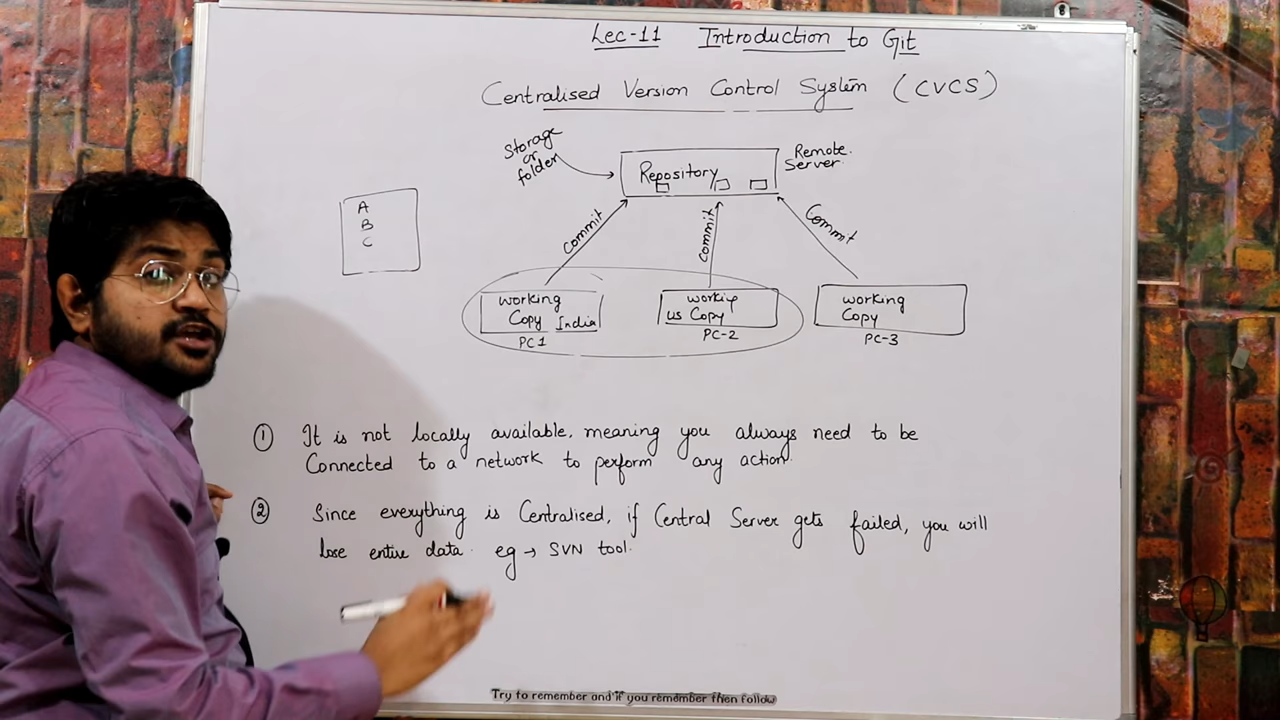 Lec-11 Introduction to Git
Centralised Version Control System (CVCS)
Storage
or
folder
Repository
Remote
Server
A
B
C
Commit
Commit
Commit
working
Copy India
PC1
workig
us Copy
PC-2
working
Copy
PC-3
① It is not locally available, meaning you always need to be
Connected to a network to perform any action
② Since everything is Centralised, if Central Server gets failed, you will
lose entire data. eg → SVN tool.
Try to remember and if you remember then follow